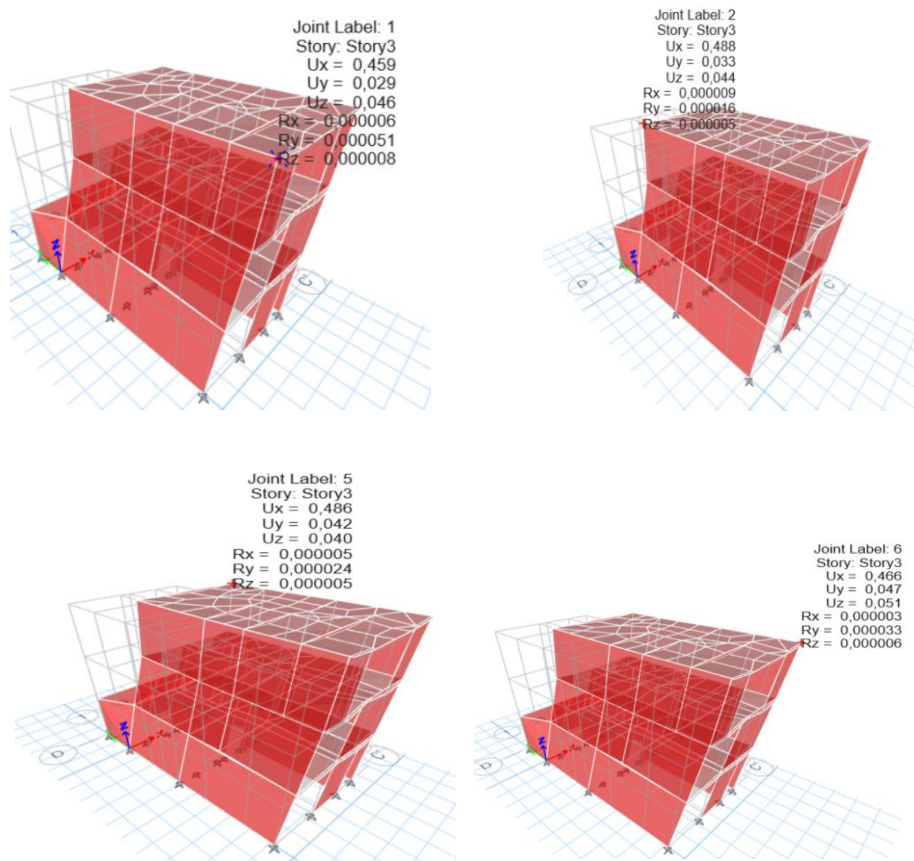 Joint Label: 1
Story: Story3
Ux = 0,459
Uy = 0,029
Uz = 0,046
Rx = 0,000006
Ry = 0,000051
Rz = 0,000008
D
C
Joint Label: 2
Story: Story3
Ux = 0,488
Uy = 0,033
Uz = 0,044
Rx = 0,000009
Ry = 0,000016
Rz = 0,000005
D
C
Joint Label: 5
Story: Story3
Ux = 0,486
Uy = 0,042
Uz = 0,040
Rx = 0,000005
Ry = 0,000024
Rz = 0,000005
D
C
Joint Label: 6
Story: Story3
Ux = 0,466
Uy = 0,047
Uz = 0,051
Rx = 0,000003
Ry = 0,000033
Rz = 0,000006
D
C